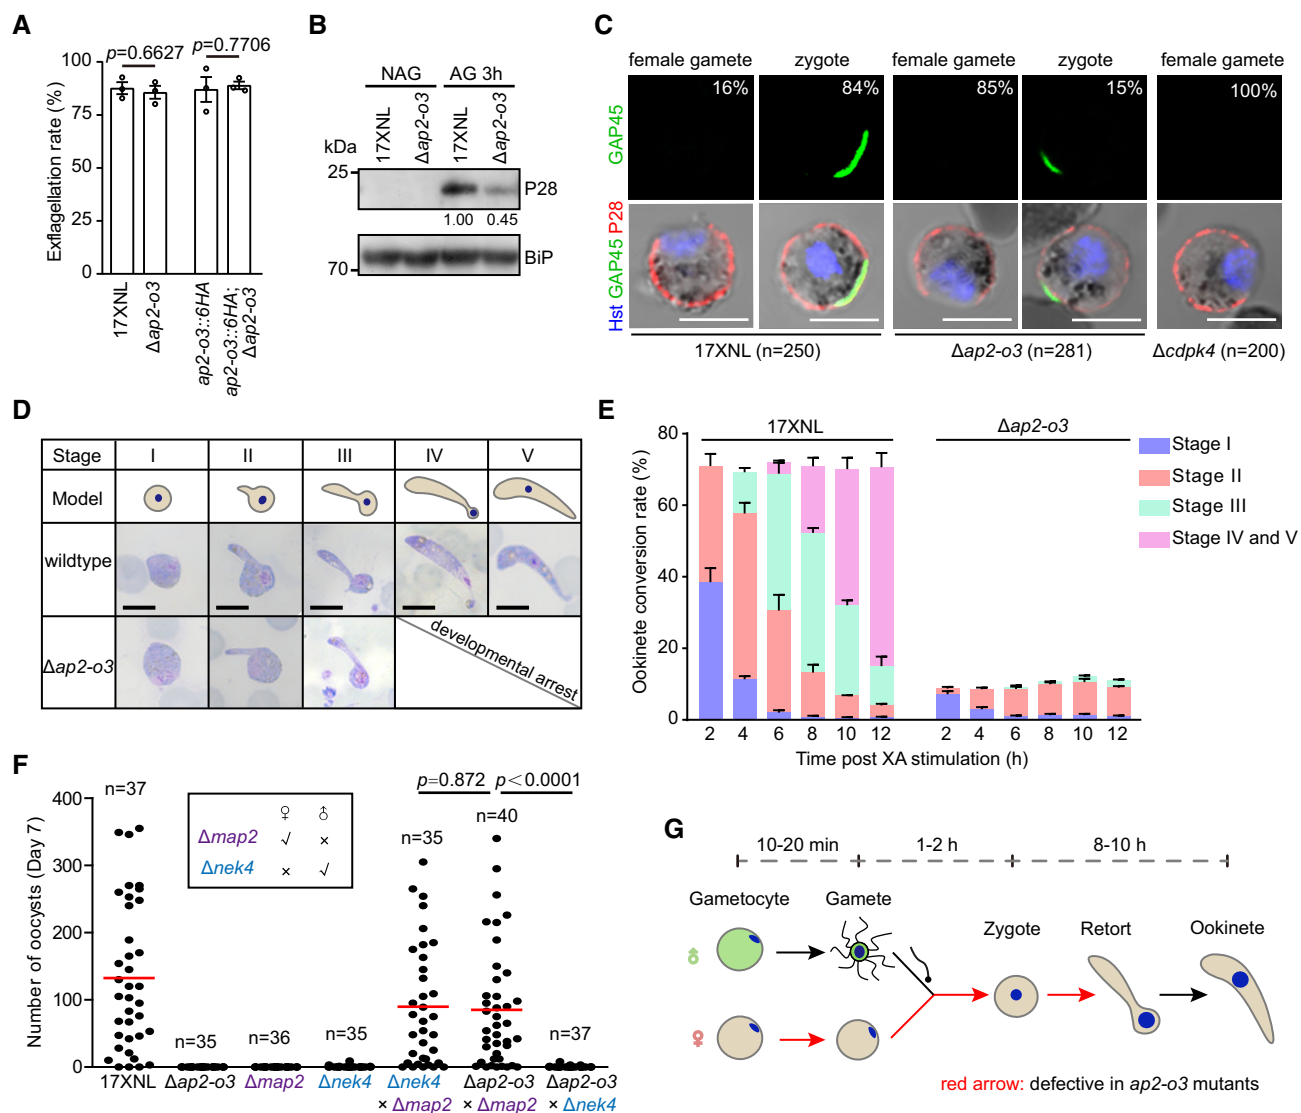 A
p=0.6627
p=0.7706
Exflagellation rate (%)
100
75
50
25
0
17XNL
Δap2-o3
ap2-o3::6HA
ap2-o3::6HA;
Δap2-o3
B
NAG
AG 3h
kDa
17XNL
Δap2-o3
17XNL
Δap2-o3
25
P28
1.00
0.45
70
BiP
C
female gamete
zygote
female gamete
zygote
female gamete
GAP45
16%
84%
85%
15%
100%
Hst GAP45 P28
17XNL (n=250)
Δap2-o3 (n=281)
Δcdpk4 (n=200)
D
Stage
I
II
III
IV
V
Model
wildtype
Δap2-o3
developmental arrest
E
17XNL
Δap2-o3
Ookinete conversion rate (%)
80
60
40
20
0
2
4
6
8
10
12
2
4
6
8
10
12
Time post XA stimulation (h)
Stage I
Stage II
Stage III
Stage IV and V
F
Number of oocysts (Day 7)
400
300
200
100
0
n=37
♀ ♂
Δmap2 √ ×
Δnek4 × √
p=0.872
p<0.0001
n=35
n=36
n=35
n=35
n=40
n=37
17XNL
Δap2-o3
Δmap2
Δnek4
Δnek4
× Δmap2
Δap2-o3
× Δmap2
Δap2-o3
× Δnek4
G
10-20 min
1-2 h
8-10 h
Gametocyte
Gamete
Zygote
Retort
Ookinete
♂
♀
red arrow: defective in ap2-o3 mutants